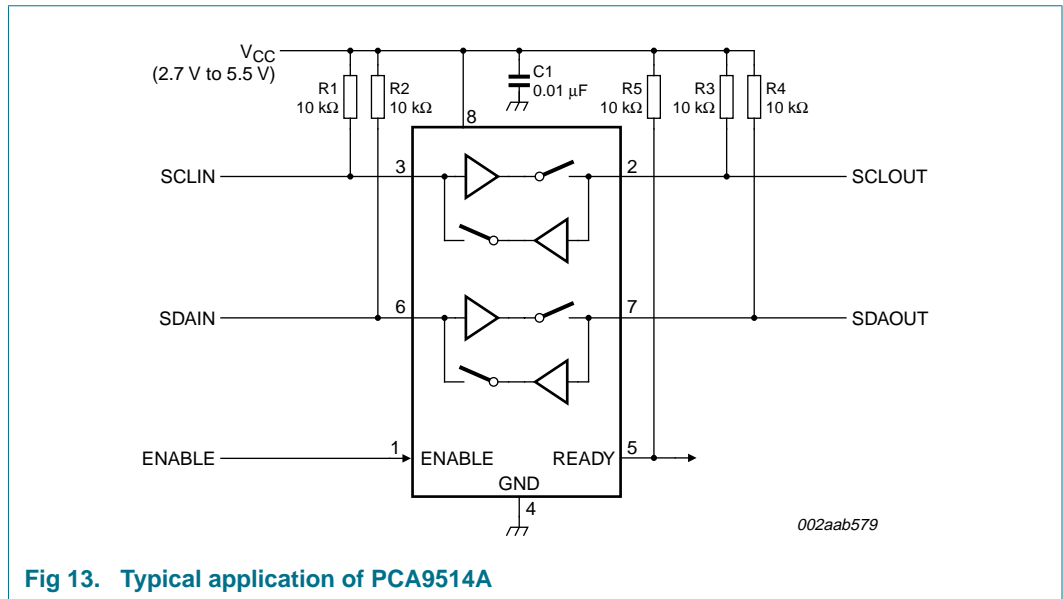 VCC
(2.7 V to 5.5 V)
R1
10 kΩ
R2
10 kΩ
C1
0.01 μF
R5
10 kΩ
R3
10 kΩ
R4
10 kΩ
8
SCLIN
3
2
SCLOUT
SDAIN
6
7
SDAOUT
ENABLE
1
ENABLE
READY
5
GND
4
002aab579
Fig 13. Typical application of PCA9514A